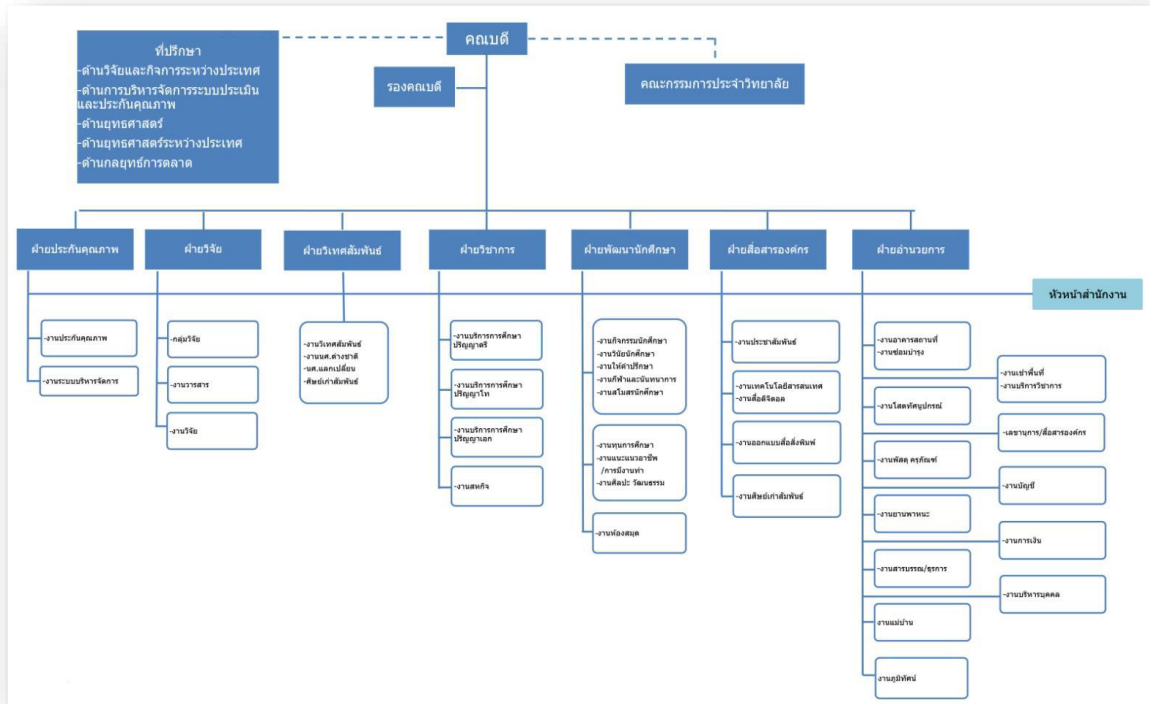 คณบดี
ที่ปรึกษา
-ด้านวิจัยและกิจการระหว่างประเทศ
-ด้านการบริหารจัดการระบบประเมิน
และประกันคุณภาพ
-ด้านยุทธศาสตร์
-ด้านยุทธศาสตร์ระหว่างประเทศ
-ด้านกลยุทธ์การตลาด
รองคณบดี
คณะกรรมการประจำวิทยาลัย
ฝ่ายประกันคุณภาพ
ฝ่ายวิจัย
ฝ่ายวิเทศสัมพันธ์
ฝ่ายวิชาการ
ฝ่ายพัฒนานักศึกษา
ฝ่ายสื่อสารองค์กร
ฝ่ายอำนวยการ
หัวหน้าสำนักงาน
-งานประกันคุณภาพ
-งานระบบบริหารจัดการ
-กลุ่มวิจัย
-งานวารสาร
-งานวิจัย
-งานวิเทศสัมพันธ์
-งานนศ.ต่างชาติ
-นศ.แลกเปลี่ยน
-ศิษย์เก่าสัมพันธ์
-งานบริการการศึกษา
ปริญญาตรี
-งานบริการการศึกษา
ปริญญาโท
-งานบริการการศึกษา
ปริญญาเอก
-งานสหกิจ
-งานกิจกรรมนักศึกษา
-งานวินัยนักศึกษา
-งานให้คำปรึกษา
-งานกีฬาและนันทนาการ
-งานสโมสรนักศึกษา
-งานทุนการศึกษา
-งานแนะแนวอาชีพ
/การมีงานทำ
-งานศิลปะ วัฒนธรรม
-งานห้องสมุด
-งานประชาสัมพันธ์
-งานเทคโนโลยีสารสนเทศ
-งานสื่อดิจิตอล
-งานออกแบบสื่อสิ่งพิมพ์
-งานศิษย์เก่าสัมพันธ์
-งานอาคารสถานที่
-งานซ่อมบำรุง
-งานโสตทัศนูปกรณ์
-งานพัสดุ ครุภัณฑ์
-งานยานพาหนะ
-งานสารบรรณ/ธุรการ
งานแม่บ้าน
งานภูมิทัศน์
-งานเช่าพื้นที่
-งานบริการวิชาการ
-เลขานุการ/สื่อสารองค์กร
-งานบัญชี
-งานการเงิน
-งานบริหารบุคคล